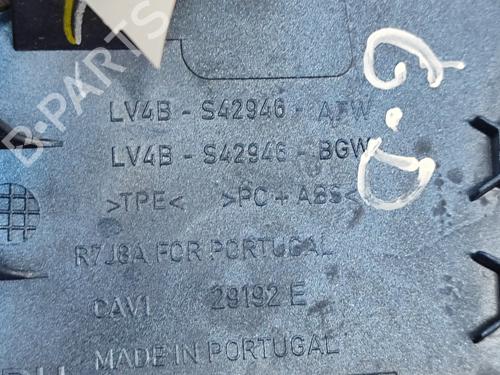 LV4B - S42946 - AFW
LV4B - S42946 - BGW
>TPE< >PC + ABS<
R7J8A FOR PORTUGAL
CAV1 29192 E
MADE IN PORTUGAL
G.D
B-PARTS